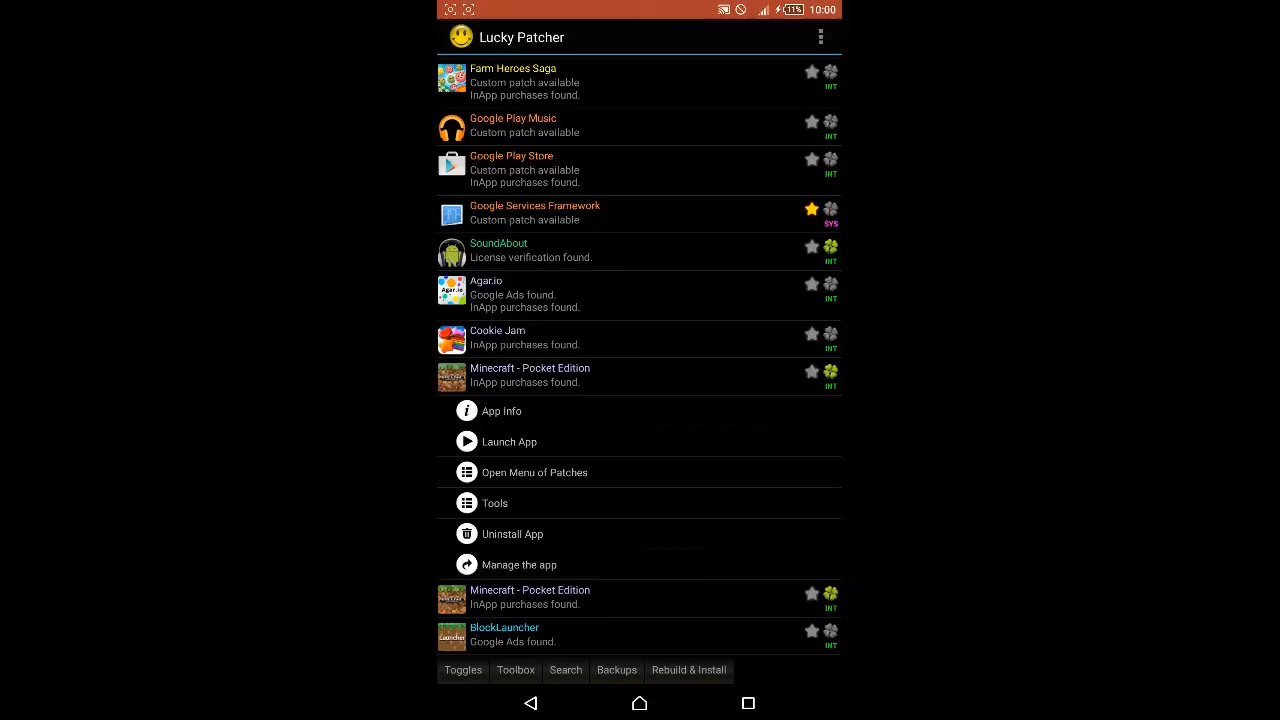 11% 10:00
Lucky Patcher
Farm Heroes Saga
Custom patch available
InApp purchases found.
INT
Google Play Music
Custom patch available
INT
Google Play Store
Custom patch available
InApp purchases found.
INT
Google Services Framework
Custom patch available
SYS
SoundAbout
License verification found.
INT
Agar.io
Agar.io
Google Ads found.
InApp purchases found.
INT
Cookie Jam
InApp purchases found.
INT
Minecraft - Pocket Edition
InApp purchases found.
INT
App Info
Launch App
Open Menu of Patches
Tools
Uninstall App
Manage the app
Minecraft - Pocket Edition
InApp purchases found.
INT
BlockLauncher
Launcher
Google Ads found.
INT
Toggles Toolbox Search Backups Rebuild & Install